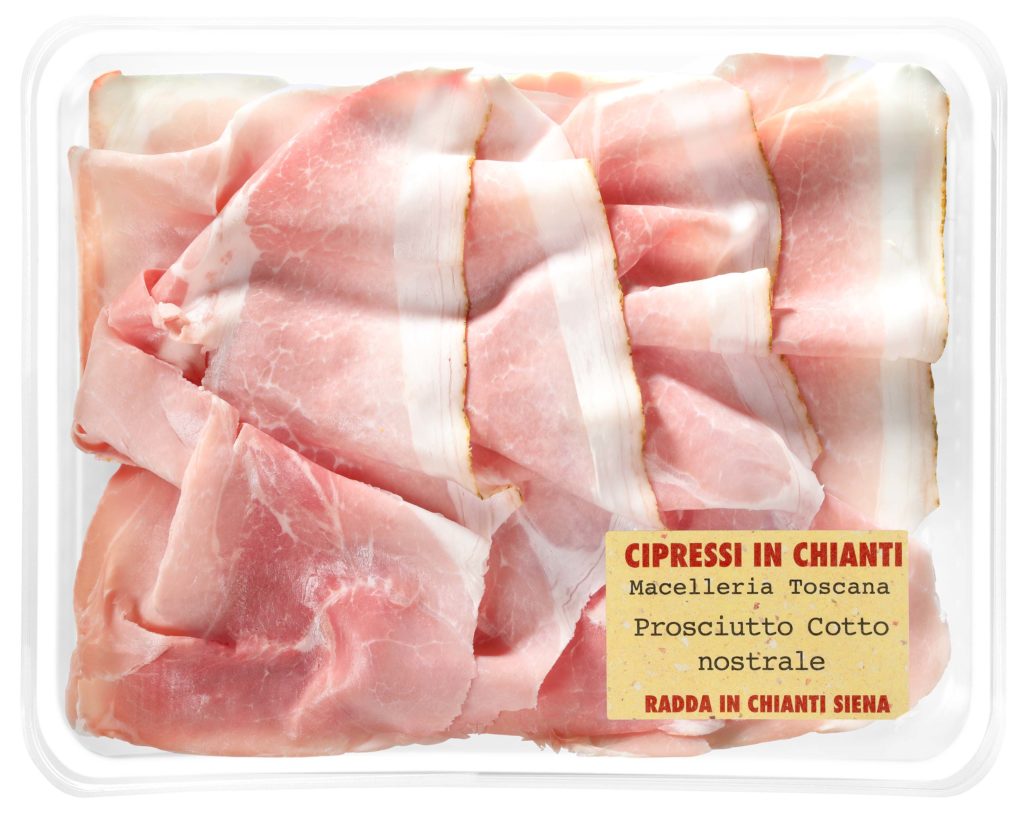 CIPRESSI IN CHIANTI
Macelleria Toscana
Prosciutto Cotto
nostrale
RADDA IN CHIANTI SIENA